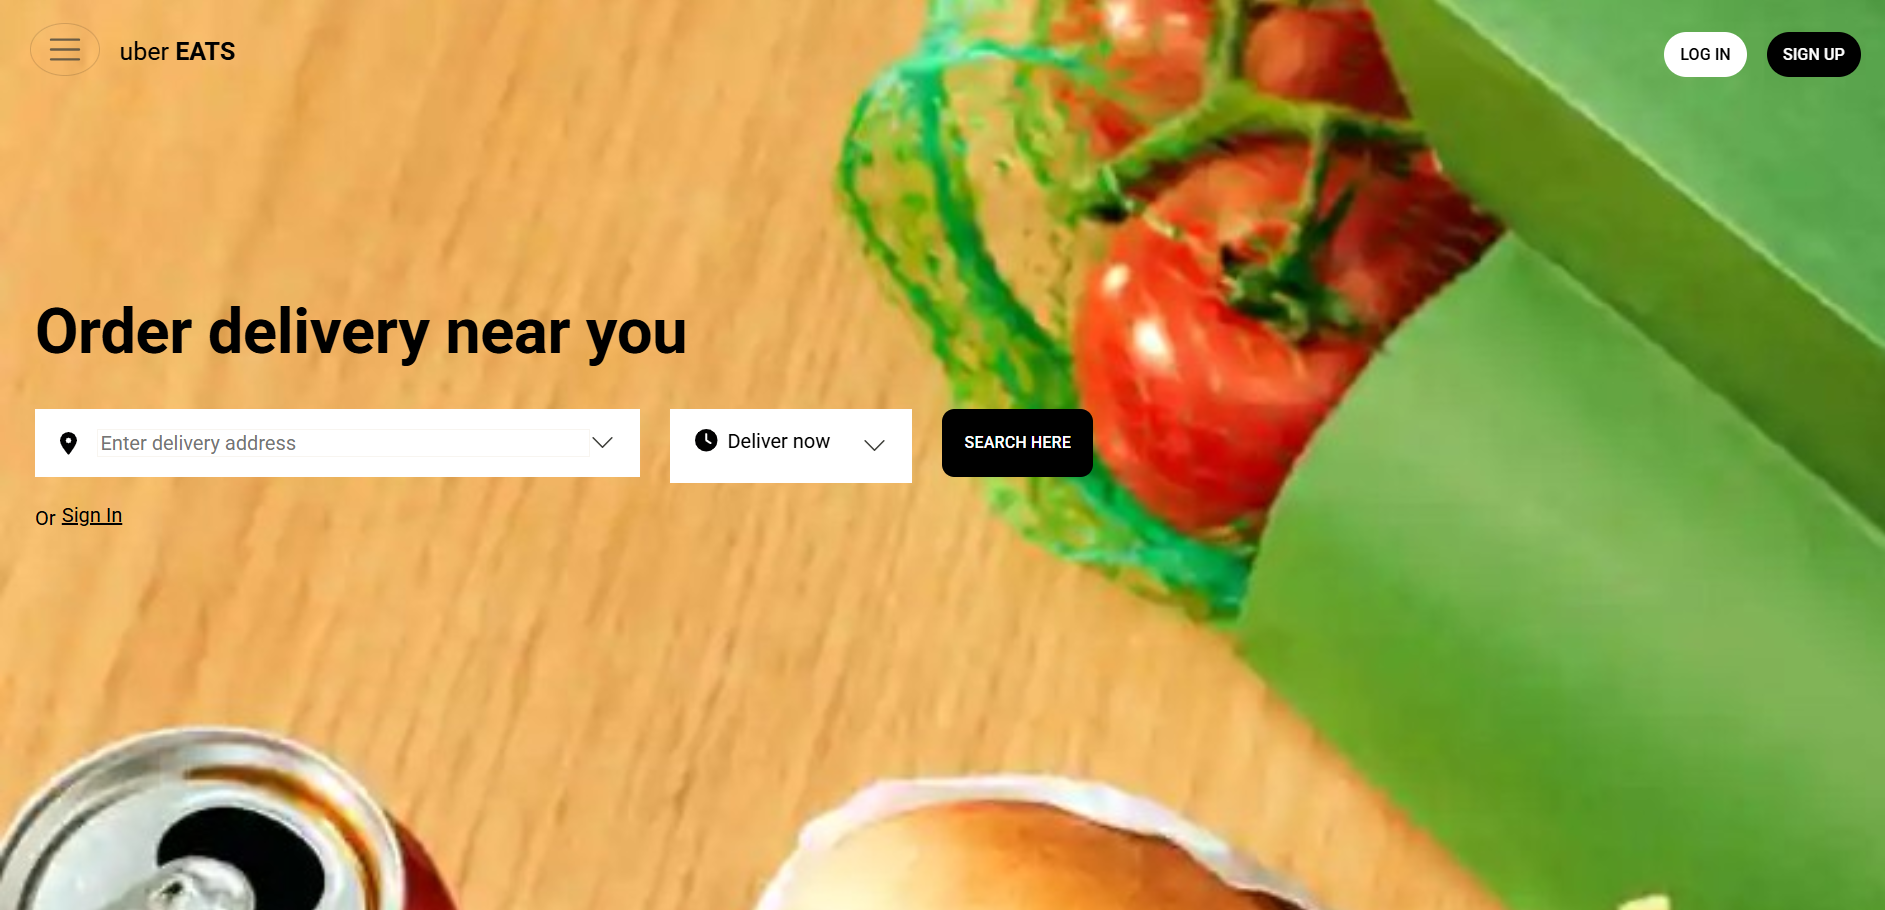 uber EATS
LOG IN
SIGN UP
Order delivery near you
Enter delivery address
Deliver now
SEARCH HERE
Or Sign In